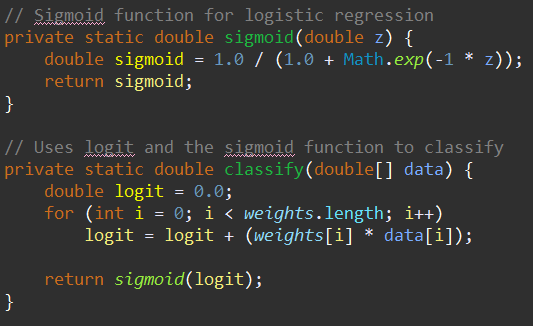 // Sigmoid function for logistic regression
private static double sigmoid(double z) {
    double sigmoid = 1.0 / (1.0 + Math.exp(-1 * z));
    return sigmoid;
}

// Uses logit and the sigmoid function to classify
private static double classify(double[] data) {
    double logit = 0.0;
    for (int i = 0; i < weights.length; i++)
        logit = logit + (weights[i] * data[i]);

    return sigmoid(logit);
}